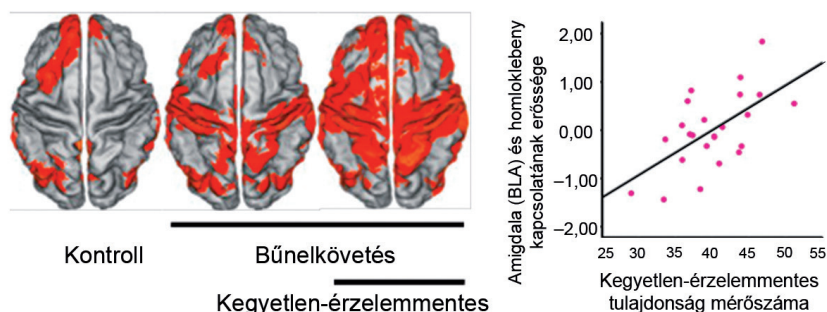 Kontroll
Bűnelkövetés
Kegyetlen-érzelemmentes
Amigdala (BLA) és homloklebeny
kapcsolatának erőssége
2,00
1,00
0,00
–1,00
–2,00
25 30 35 40 45 50 55
Kegyetlen-érzelemmentes
tulajdonság mérőszáma